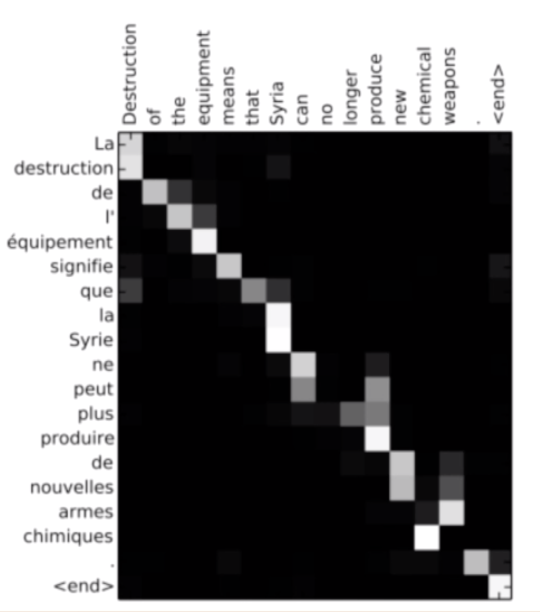 Destruction
of
the
equipment
means
that
Syria
can
no
longer
produce
new
chemical
weapons
.
<end>
La
destruction
de
l'
équipement
signifie
que
la
Syrie
ne
peut
plus
produire
de
nouvelles
armes
chimiques
.
<end>